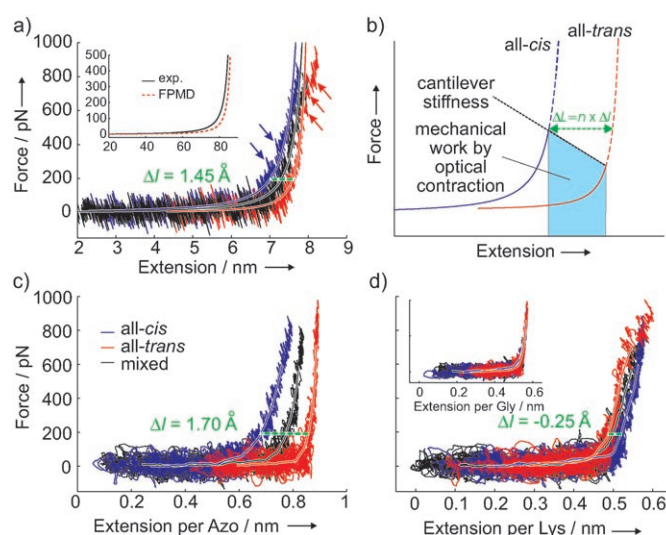 a)
1000
800
600
400
200
0
Force / pN
500
400
300
200
100
0
20 40 60 80
exp.
FPMD
Δl = 1.45 Å
2 3 4 5 6 7 8 9
Extension / nm
b)
all-cis all-trans
cantilever
stiffness
ΔL=n x Δl
mechanical
work by
optical
contraction
Force
Extension
c)
1000
800
600
400
200
0
Force / pN
all-cis
all-trans
mixed
Δl = 1.70 Å
0 0.2 0.4 0.6 0.8 1
Extension per Azo / nm
d)
0 0.2 0.4 0.6
Extension per Gly / nm
Δl = -0.25 Å
0 0.1 0.2 0.3 0.4 0.5 0.6
Extension per Lys / nm